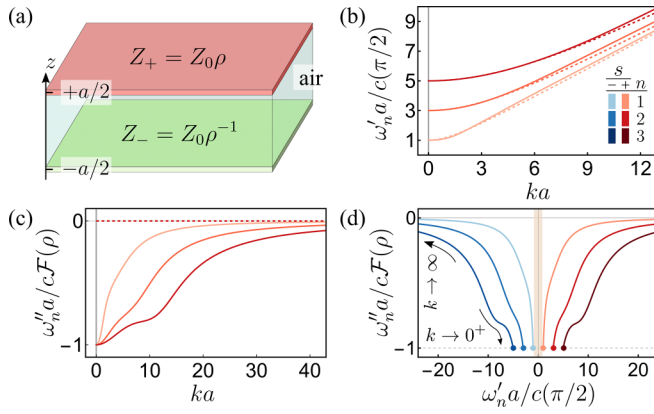 (a)
z
Z₊ = Z₀ρ
air
+a/2
Z₋ = Z₀ρ⁻¹
−a/2
(b)
ω′ₙa/c(π/2)
9
7
5
3
1
0 3 6 9 12
ka
s
− + n
1
2
3
(c)
ω″ₙa/cℱ(ρ)
0
−1
0 10 20 30 40
ka
(d)
ω″ₙa/cℱ(ρ)
0
k → ∞
k → 0⁺
−1
−20 −10 0 10 20
ω′ₙa/c(π/2)